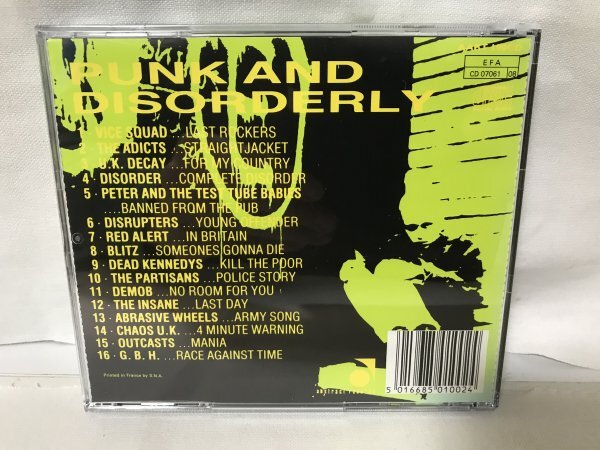 PUNK AND
DISORDERLY
EFA
CD 07061 08
1 · VICE SQUAD ... LAST ROCKERS
2 · THE ADICTS ... STRAIGHTJACKET
3 · U.K. DECAY ... FOR MY COUNTRY
4 · DISORDER ... COMPLETE DISORDER
5 · PETER AND THE TEST TUBE BABIES
.... BANNED FROM THE PUB
6 · DISRUPTERS ... YOUNG OFFENDER
7 · RED ALERT ... IN BRITAIN
8 · BLITZ ... SOMEONES GONNA DIE
9 · DEAD KENNEDYS ... KILL THE POOR
10 · THE PARTISANS ... POLICE STORY
11 · DEMOB ... NO ROOM FOR YOU
12 · THE INSANE ... LAST DAY
13 · ABRASIVE WHEELS ... ARMY SONG
14 · CHAOS U.K. ... 4 MINUTE WARNING
15 · OUTCASTS ... MANIA
16 · G. B. H. ... RACE AGAINST TIME
Printed in France by S.N.A.
abstract
5 016685 010024